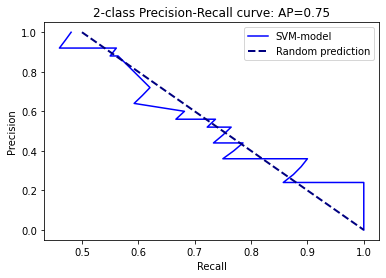 2-class Precision-Recall curve: AP=0.75
SVM-model
Random prediction
Precision
1.0
0.8
0.6
0.4
0.2
0.0
0.5 0.6 0.7 0.8 0.9 1.0
Recall